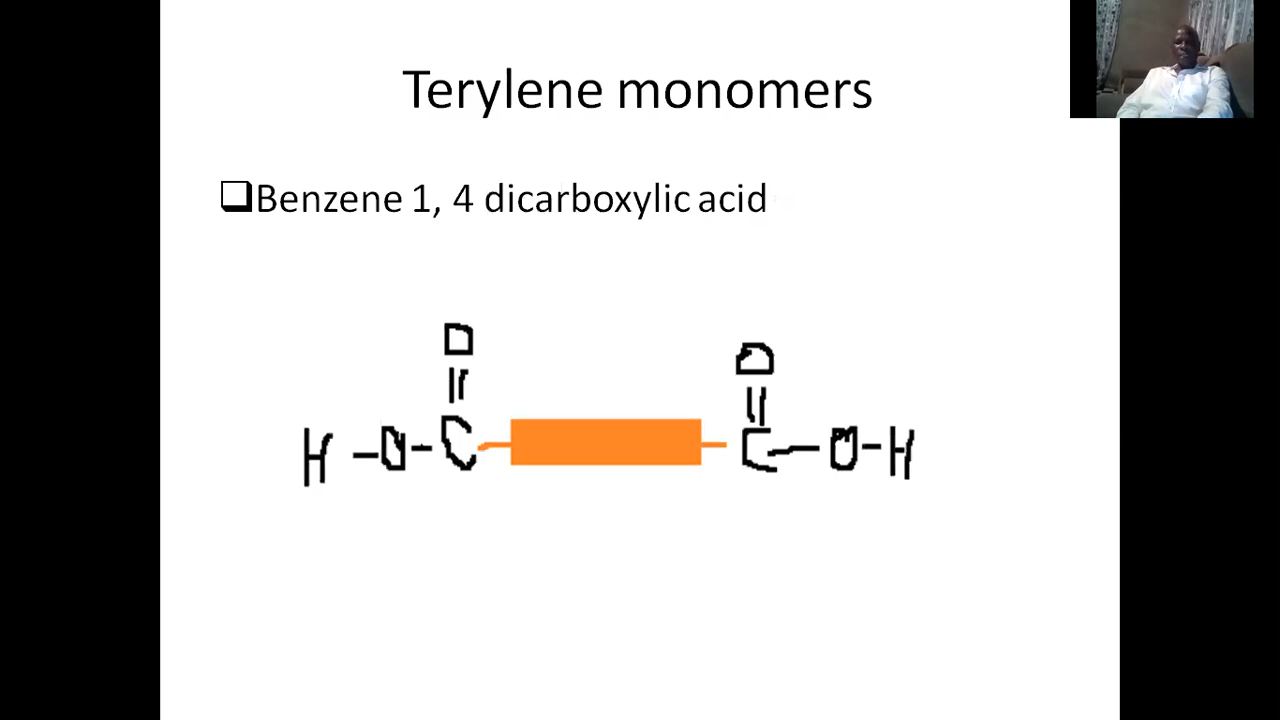 Terylene monomers
Benzene 1, 4 dicarboxylic acid
O O
H -O-C - - C-O-H